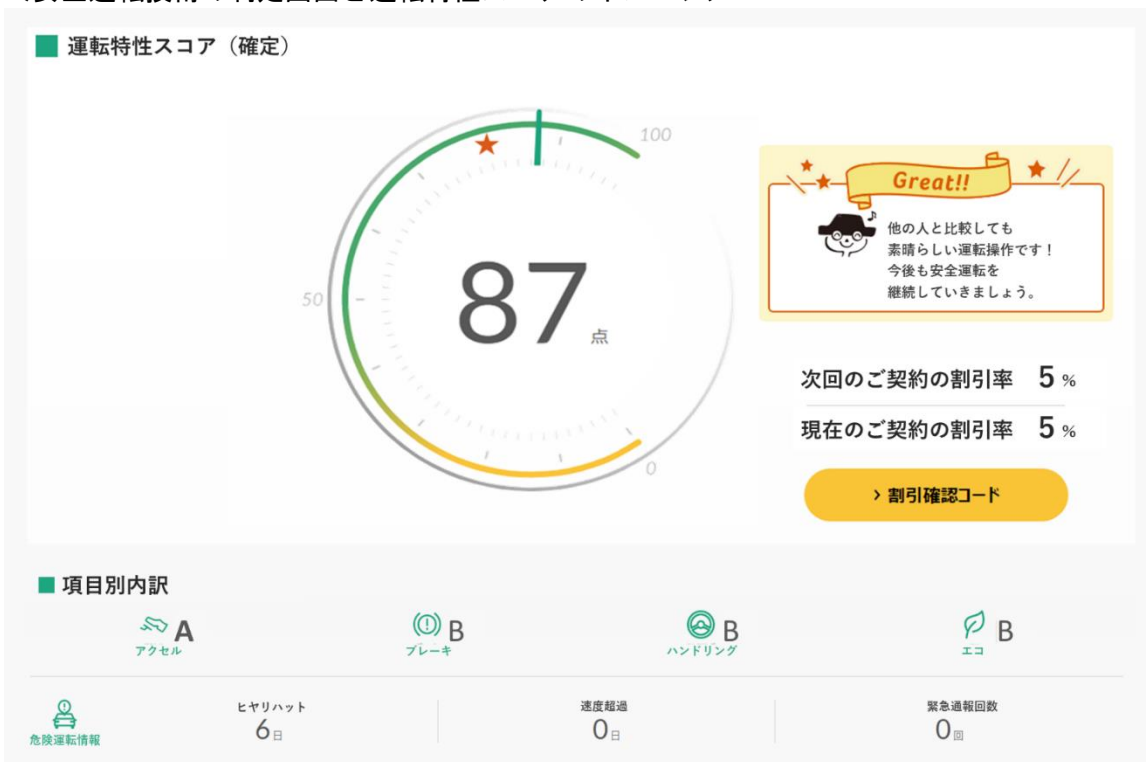 運転特性スコア（確定）
100
50
87点
0
Great!!
他の人と比較しても
素晴らしい運転操作です！
今後も安全運転を
継続していきましょう。
次回のご契約の割引率 5 %
現在のご契約の割引率 5 %
› 割引確認コード
項目別内訳
A
アクセル
B
ブレーキ
B
ハンドリング
B
エコ
危険運転情報
ヒヤリハット
6日
速度超過
0日
緊急通報回数
0回